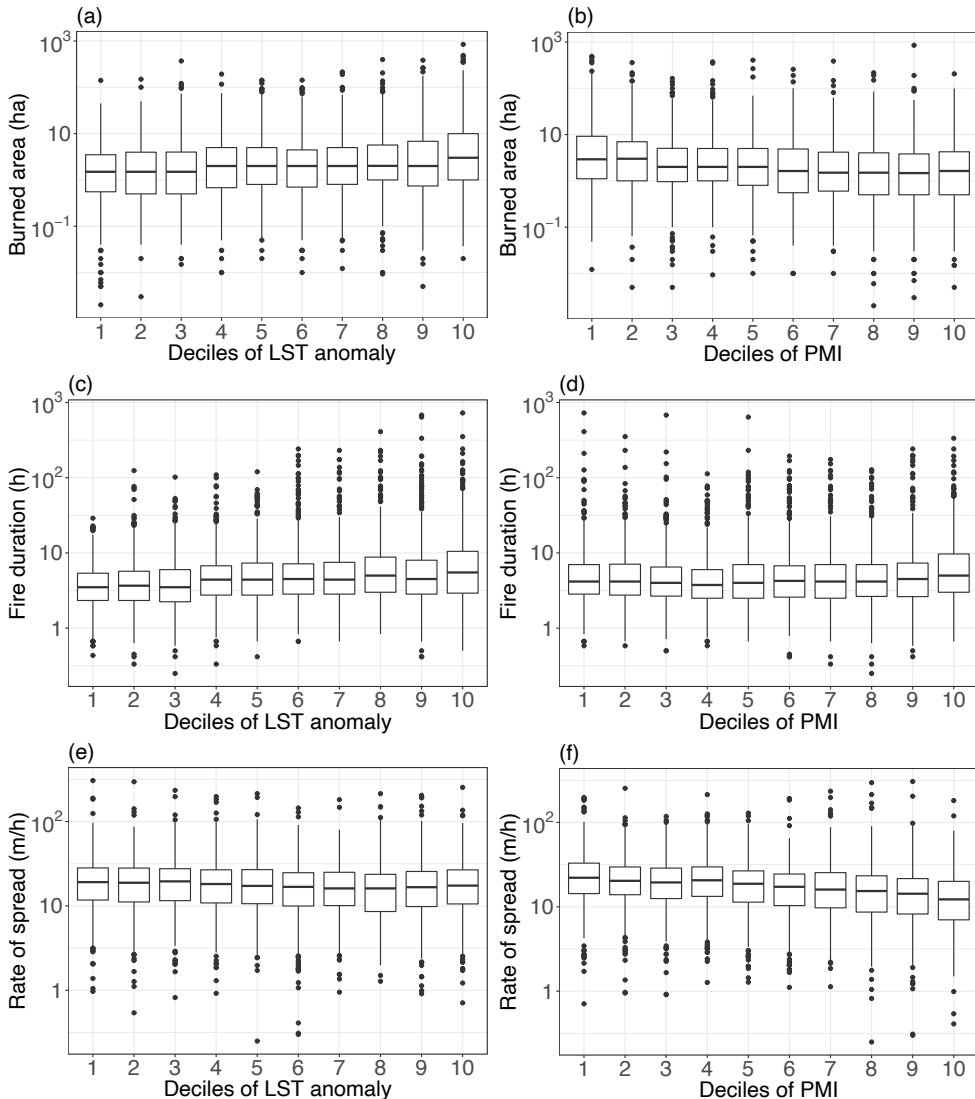 (a)
Burned area (ha)
10³
10
10⁻¹
1 2 3 4 5 6 7 8 9 10
Deciles of LST anomaly
(b)
Burned area (ha)
10³
10
10⁻¹
1 2 3 4 5 6 7 8 9 10
Deciles of PMI
(c)
Fire duration (h)
10³
10²
10
1
1 2 3 4 5 6 7 8 9 10
Deciles of LST anomaly
(d)
Fire duration (h)
10³
10²
10
1
1 2 3 4 5 6 7 8 9 10
Deciles of PMI
(e)
Rate of spread (m/h)
10²
10
1
1 2 3 4 5 6 7 8 9 10
Deciles of LST anomaly
(f)
Rate of spread (m/h)
10²
10
1
1 2 3 4 5 6 7 8 9 10
Deciles of PMI